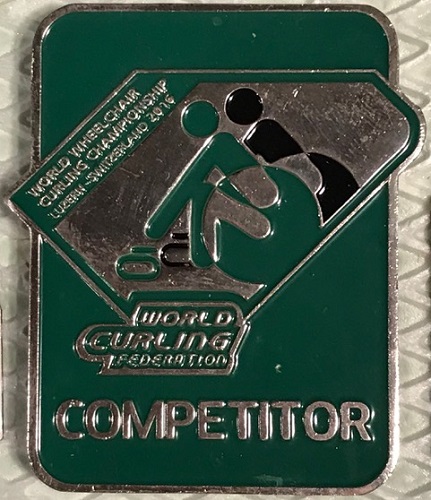 WORLD WHEELCHAIR
CURLING CHAMPIONSHIP
LUZERN - SWITZERLAND 2016
WORLD
CURLING
FEDERATION
COMPETITOR